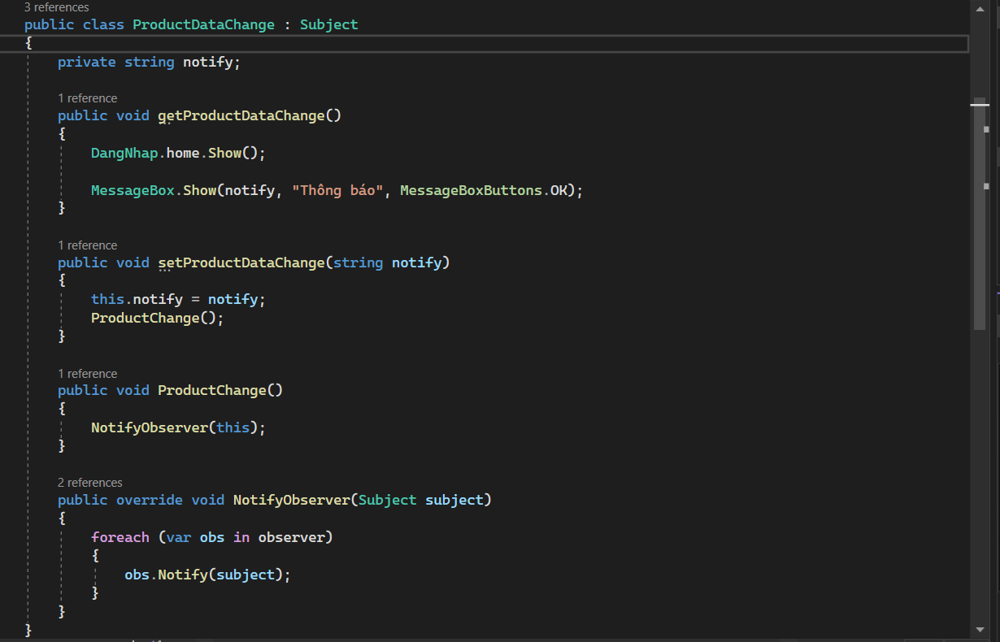 3 references
public class ProductDataChange : Subject
{
private string notify;
1 reference
public void getProductDataChange()
{
DangNhap.home.Show();
MessageBox.Show(notify, "Thông báo", MessageBoxButtons.OK);
}
1 reference
public void setProductDataChange(string notify)
{
this.notify = notify;
ProductChange();
}
1 reference
public void ProductChange()
{
NotifyObserver(this);
}
2 references
public override void NotifyObserver(Subject subject)
{
foreach (var obs in observer)
{
obs.Notify(subject);
}
}
}